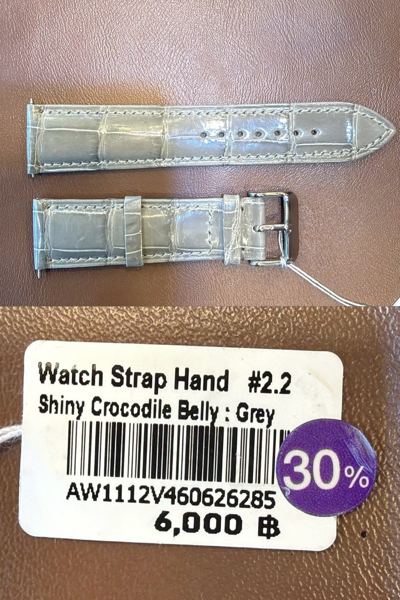 Watch Strap Hand #2.2
Shiny Crocodile Belly : Grey
30%
AW1112V460626285
6,000 ฿